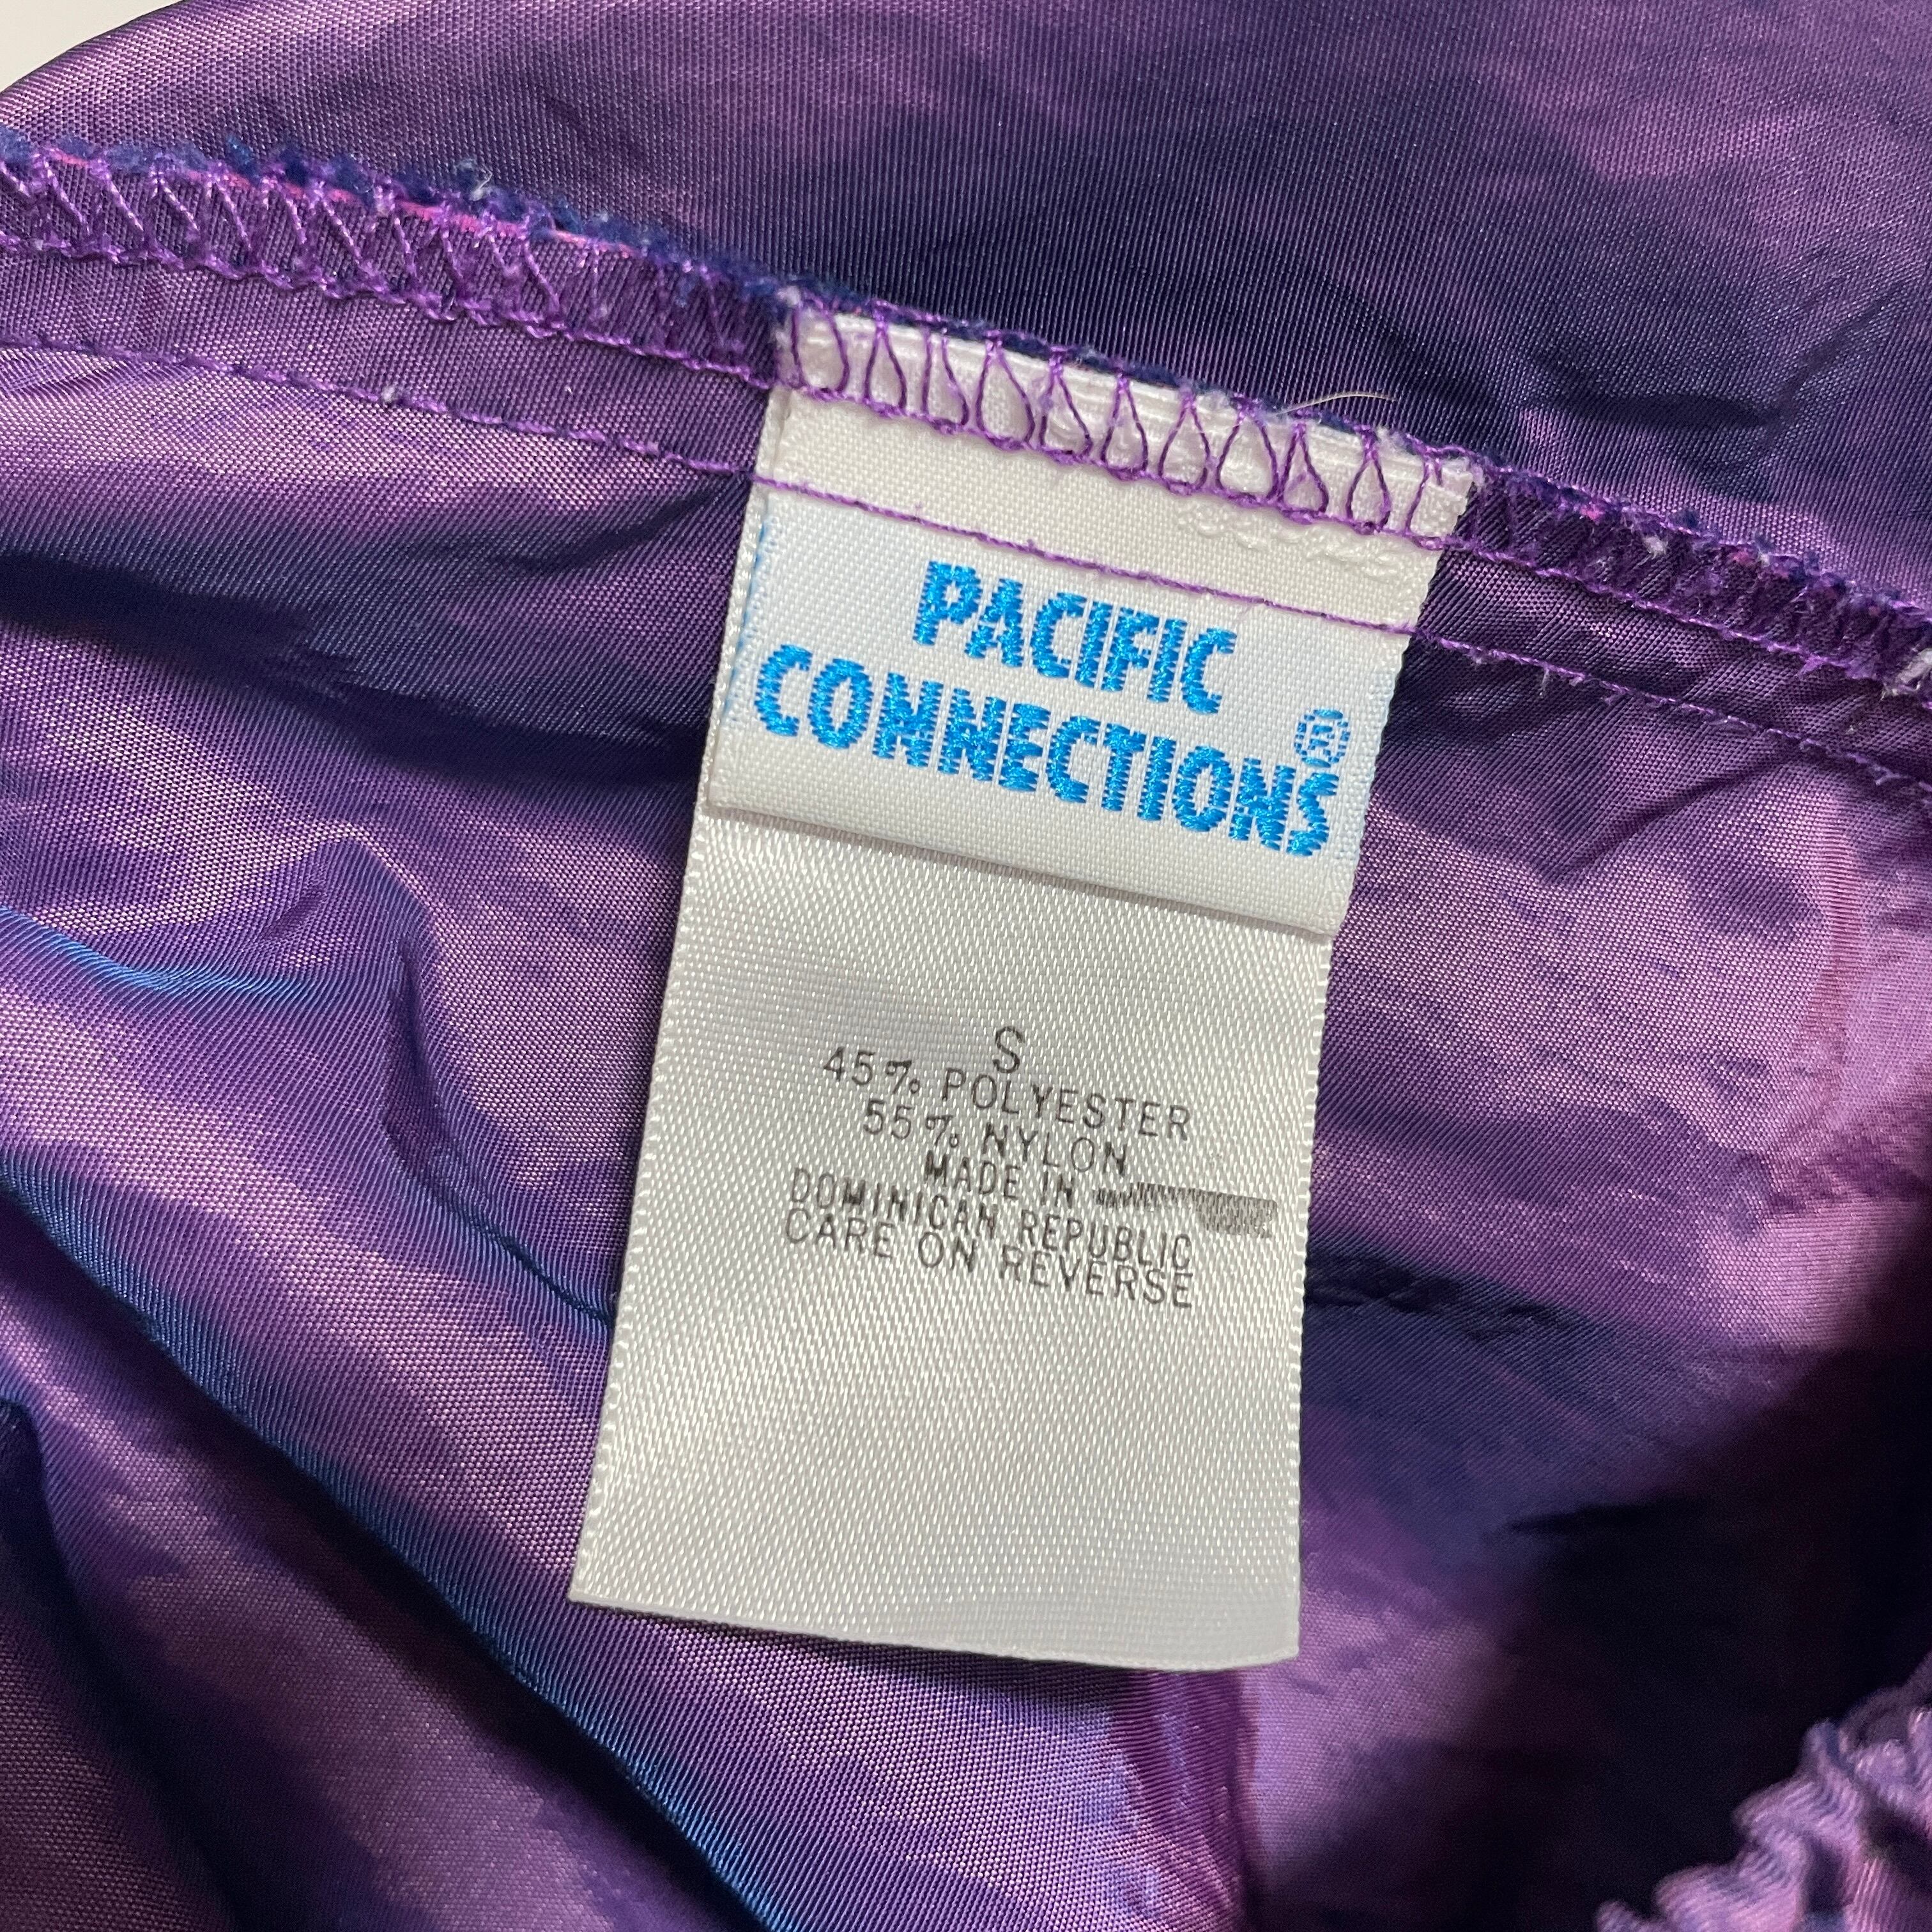 PACIFIC
CONNECTIONS®
S
45% POLYESTER
55% NYLON
MADE IN
DOMINICAN REPUBLIC
CARE ON REVERSE